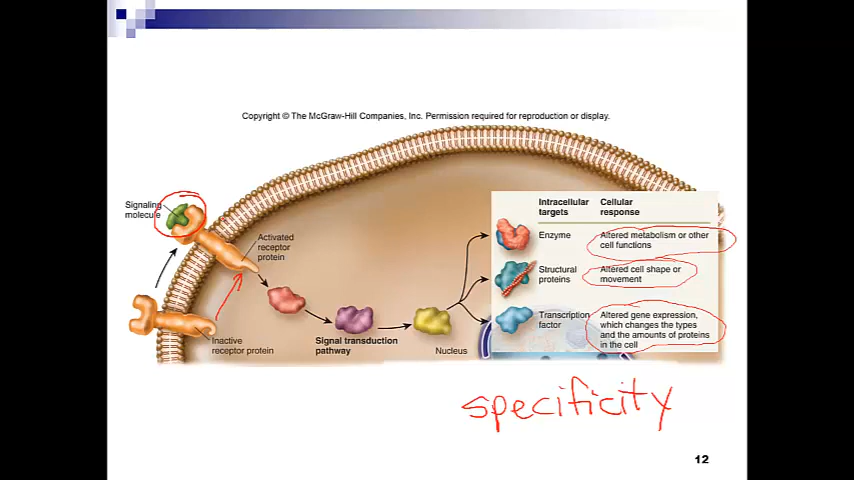 Copyright © The McGraw-Hill Companies, Inc. Permission required for reproduction or display.
Signaling
molecule
Activated
receptor
protein
Inactive
receptor protein
Signal transduction
pathway
Nucleus
Intracellular
targets
Cellular
response
Enzyme
Altered metabolism or other
cell functions
Structural
proteins
Altered cell shape or
movement
Transcription
factor
Altered gene expression,
which changes the types
and the amounts of proteins
in the cell
specificity
12